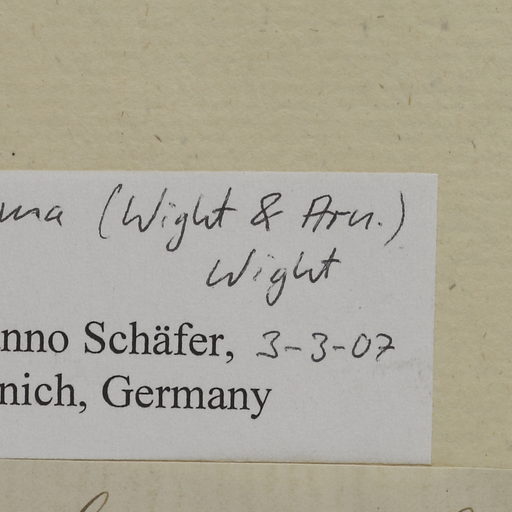 ma (Wight & Arn.)
Wight
nno Schäfer, 3-3-07
nich, Germany